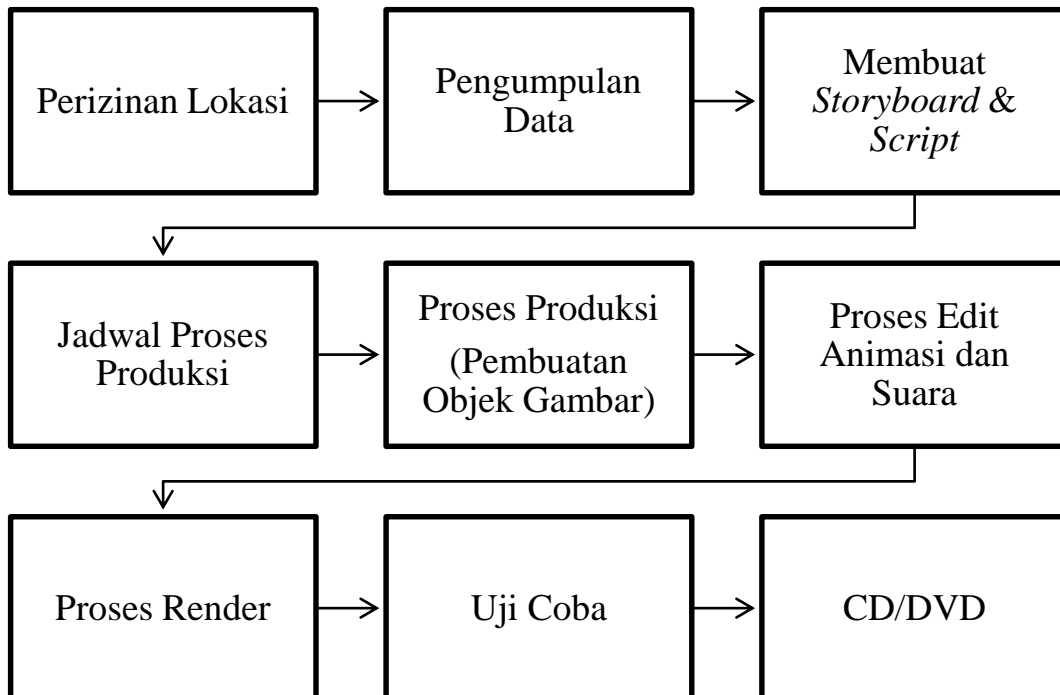 Perizinan Lokasi
Pengumpulan
Data
Membuat
Storyboard &
Script
Jadwal Proses
Produksi
Proses Produksi
(Pembuatan
Objek Gambar)
Proses Edit
Animasi dan
Suara
Proses Render
Uji Coba
CD/DVD